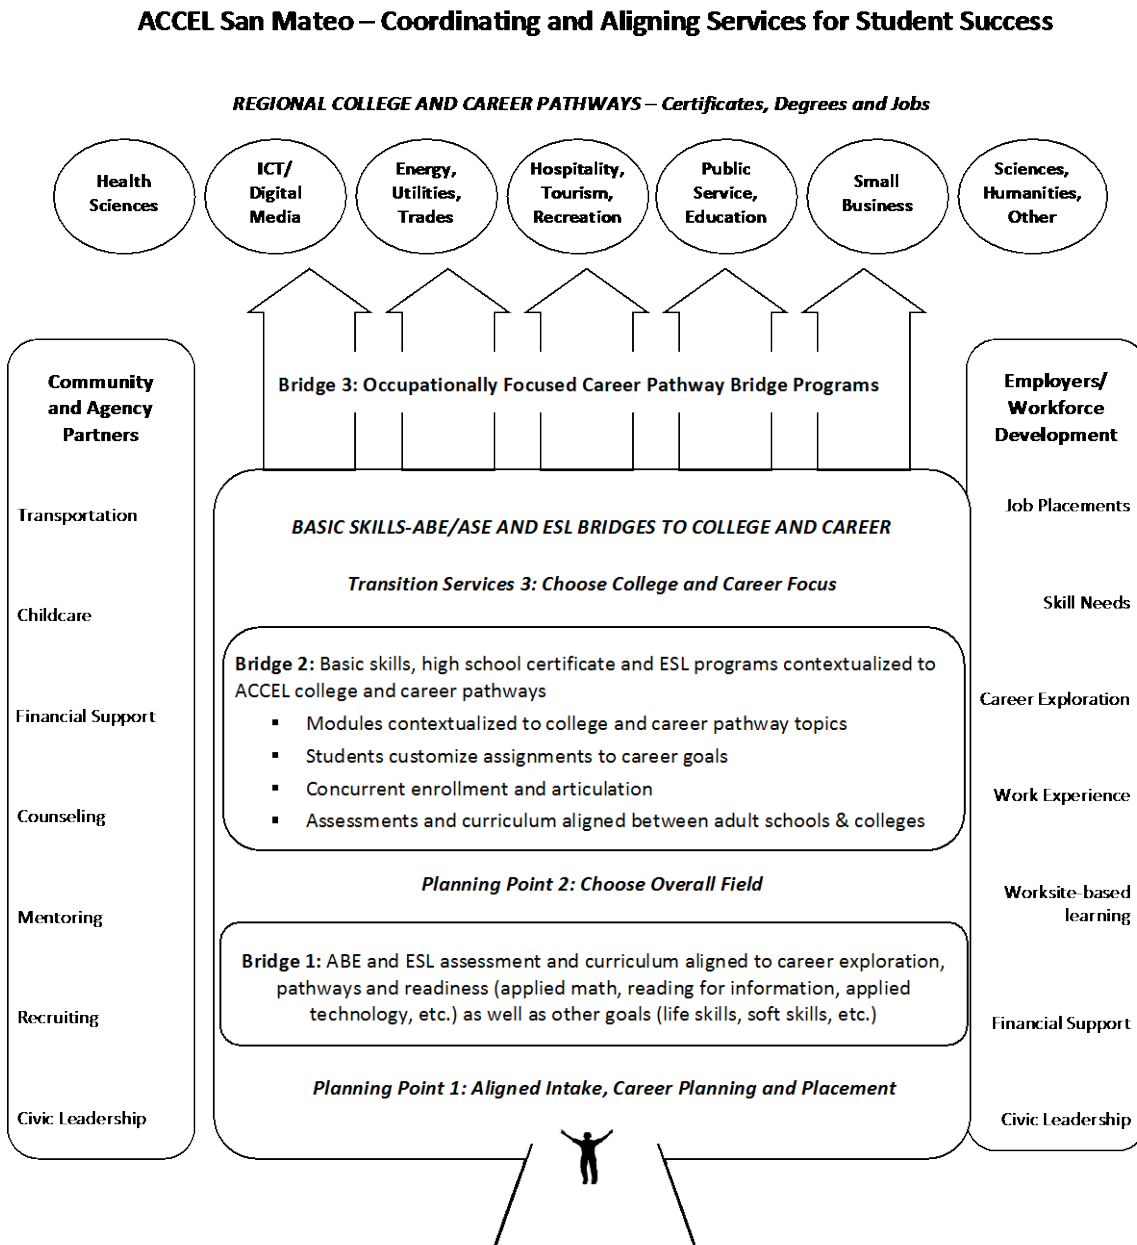 ACCEL San Mateo – Coordinating and Aligning Services for Student Success
REGIONAL COLLEGE AND CAREER PATHWAYS – Certificates, Degrees and Jobs
Health
Sciences
ICT/
Digital
Media
Energy,
Utilities,
Trades
Hospitality,
Tourism,
Recreation
Public
Service,
Education
Small
Business
Sciences,
Humanities,
Other
Bridge 3: Occupationally Focused Career Pathway Bridge Programs
Community
and Agency
Partners
Transportation
Childcare
Financial Support
Counseling
Mentoring
Recruiting
Civic Leadership
BASIC SKILLS-ABE/ASE AND ESL BRIDGES TO COLLEGE AND CAREER
Transition Services 3: Choose College and Career Focus
Bridge 2: Basic skills, high school certificate and ESL programs contextualized to
ACCEL college and career pathways
▪ Modules contextualized to college and career pathway topics
▪ Students customize assignments to career goals
▪ Concurrent enrollment and articulation
▪ Assessments and curriculum aligned between adult schools & colleges
Planning Point 2: Choose Overall Field
Bridge 1: ABE and ESL assessment and curriculum aligned to career exploration,
pathways and readiness (applied math, reading for information, applied
technology, etc.) as well as other goals (life skills, soft skills, etc.)
Planning Point 1: Aligned Intake, Career Planning and Placement
Employers/
Workforce
Development
Job Placements
Skill Needs
Career Exploration
Work Experience
Worksite-based
learning
Financial Support
Civic Leadership